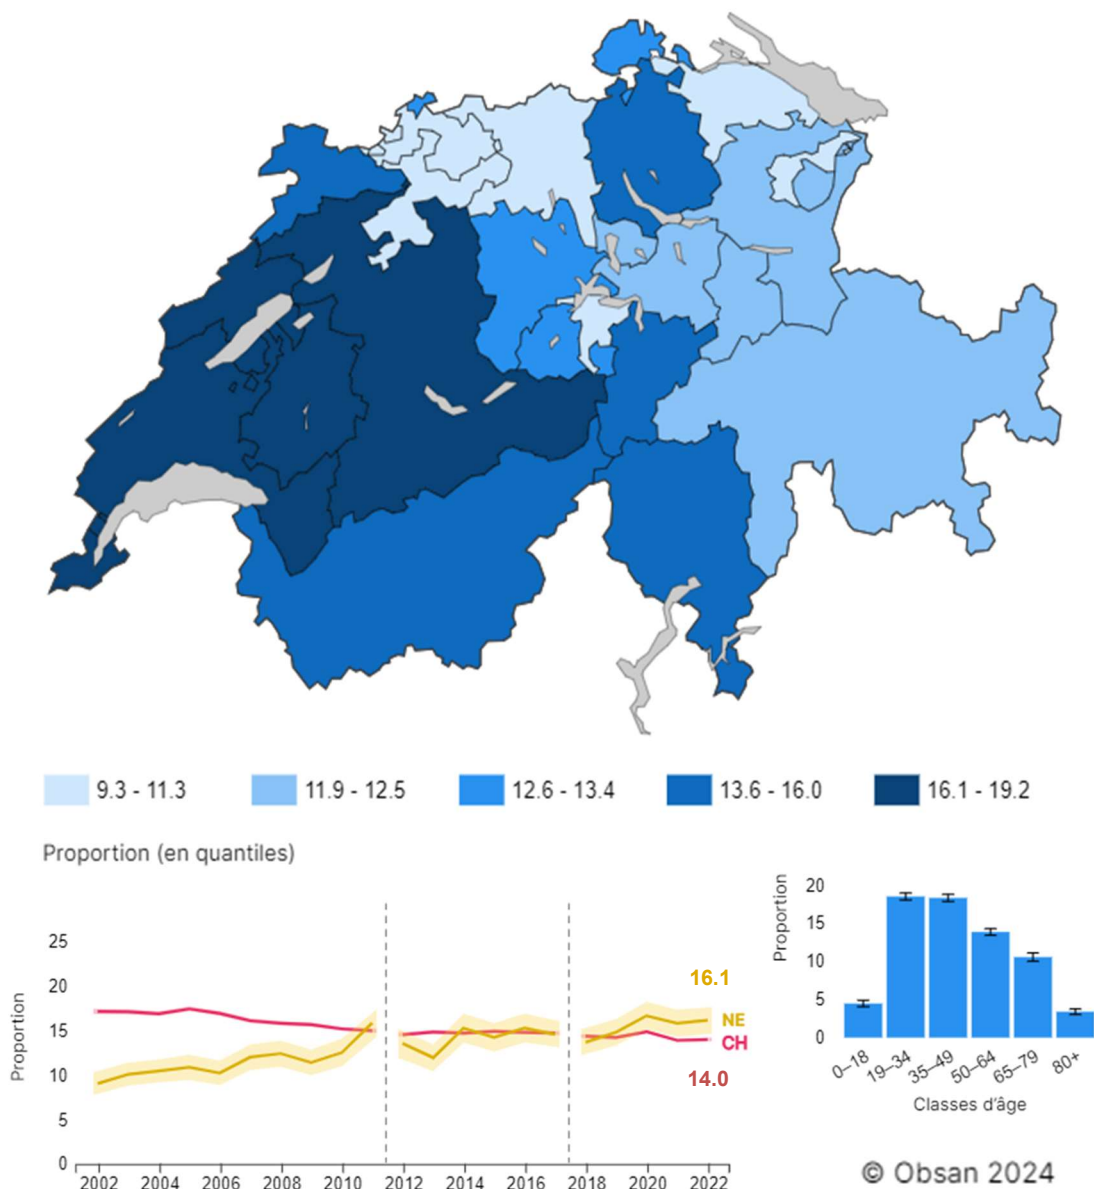 9.3 - 11.3 11.9 - 12.5 12.6 - 13.4 13.6 - 16.0 16.1 - 19.2
Proportion (en quantiles)
Proportion
25
20
15
10
5
0
2002 2004 2006 2008 2010 2012 2014 2016 2018 2020 2022
16.1
NE
CH
14.0
Proportion
20
15
10
5
0
0–18 19–34 35–49 50–64 65–79 80+
Classes d'âge
© Obsan 2024